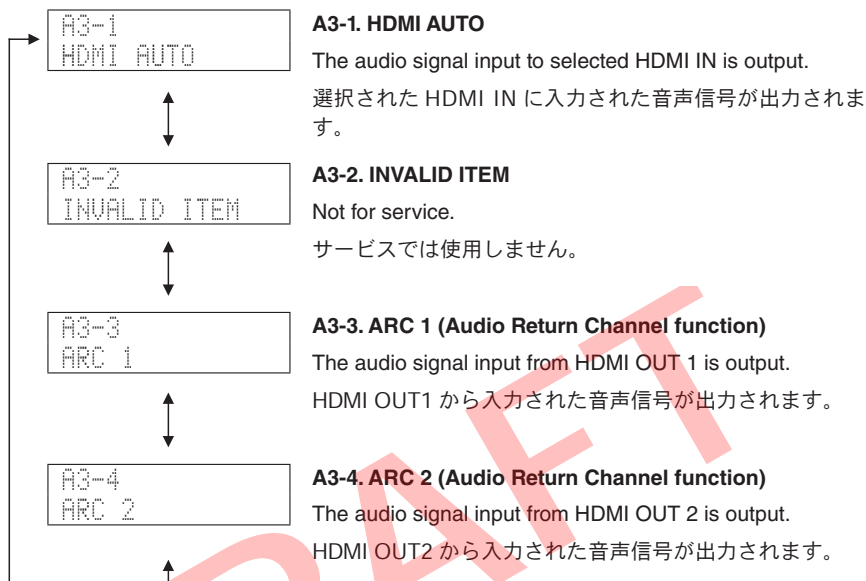 A3-1
HDMI AUTO
A3-1. HDMI AUTO
The audio signal input to selected HDMI IN is output.
選択された HDMI IN に入力された音声信号が出力されま
す。
A3-2
INVALID ITEM
A3-2. INVALID ITEM
Not for service.
サービスでは使用しません。
A3-3
ARC 1
A3-3. ARC 1 (Audio Return Channel function)
The audio signal input from HDMI OUT 1 is output.
HDMI OUT1 から入力された音声信号が出力されます。
A3-4
ARC 2
A3-4. ARC 2 (Audio Return Channel function)
The audio signal input from HDMI OUT 2 is output.
HDMI OUT2 から入力された音声信号が出力されます。